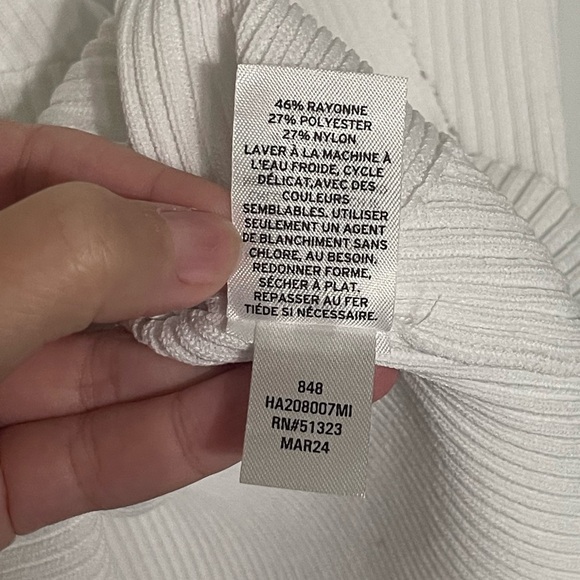 46% RAYONNE
27% POLYESTER
27% NYLON
LAVER À LA MACHINE À
L'EAU FROIDE, CYCLE
DÉLICAT,AVEC DES
COULEURS
SEMBLABLES. UTILISER
SEULEMENT UN AGENT
DE BLANCHIMENT SANS
CHLORE, AU BESOIN.
REDONNER FORME,
SÉCHER À PLAT.
REPASSER AU FER
TIÉDE SI NÉCESSAIRE.
848
HA208007MI
RN#51323
MAR24